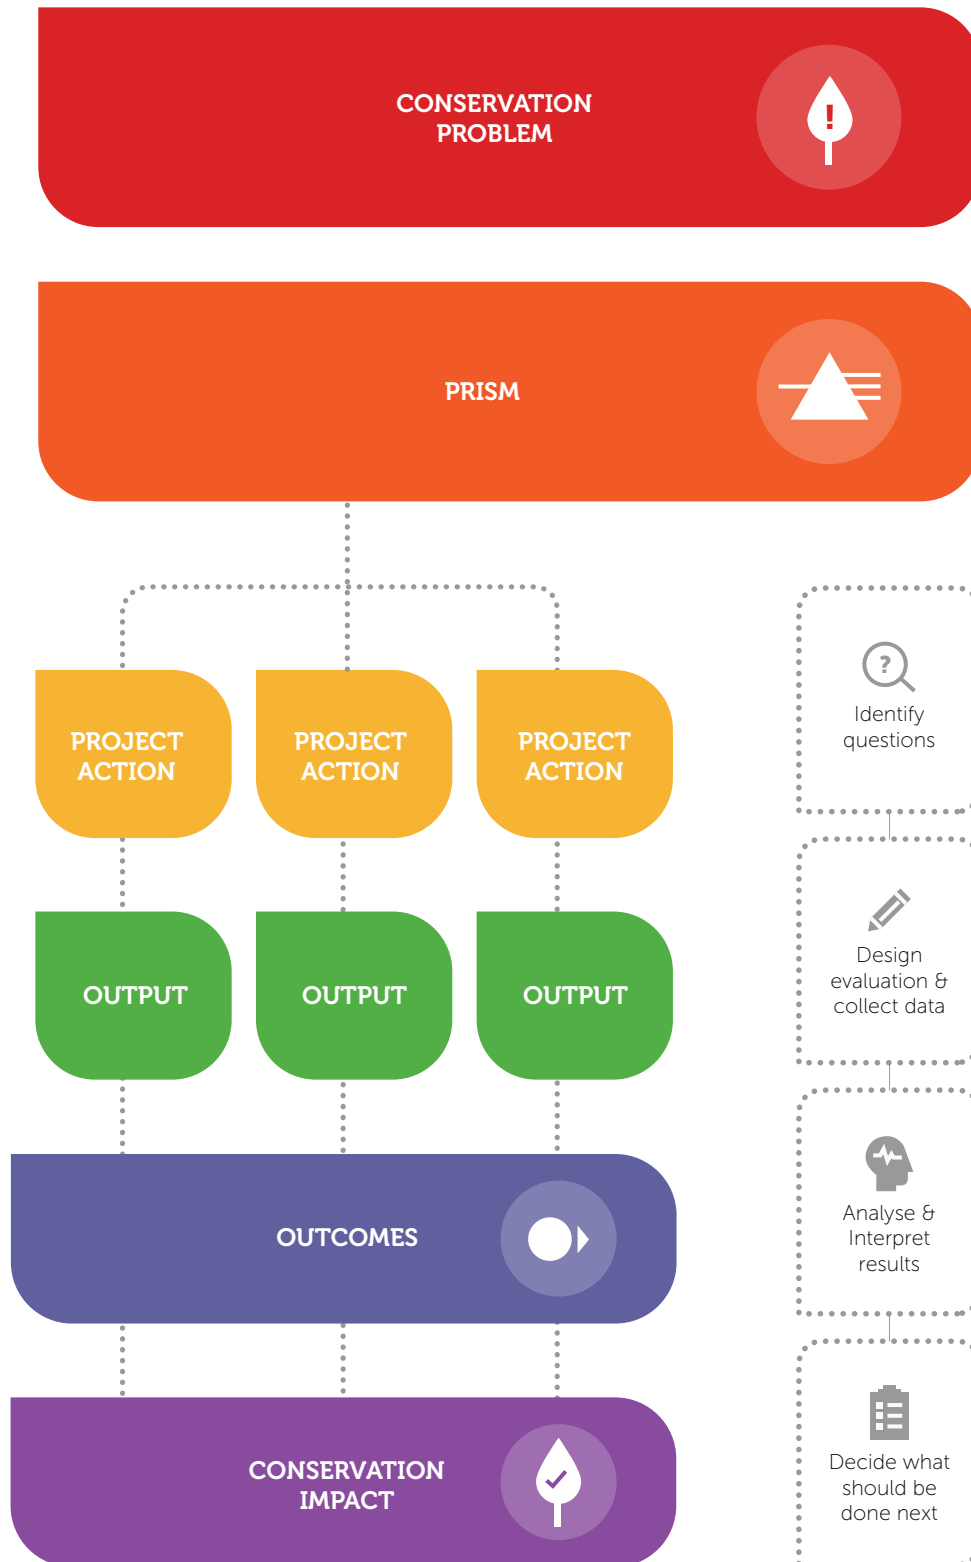 CONSERVATION
PROBLEM
!
PRISM
PROJECT
ACTION
PROJECT
ACTION
PROJECT
ACTION
OUTPUT
OUTPUT
OUTPUT
OUTCOMES
CONSERVATION
IMPACT
?
Identify
questions
Design
evaluation &
collect data
Analyse &
Interpret
results
Decide what
should be
done next